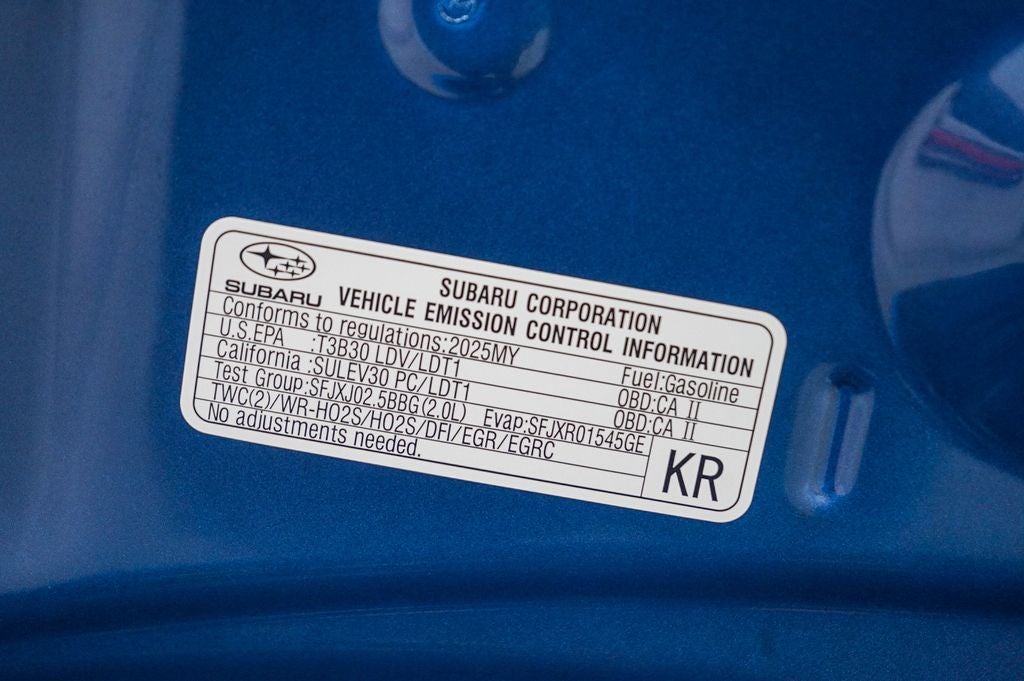 SUBARU
SUBARU CORPORATION
VEHICLE EMISSION CONTROL INFORMATION
Conforms to regulations:2025MY Fuel:Gasoline
U.S.EPA :T3B30 LDV/LDT1 OBD:CA II
California :SULEV30 PC/LDT1 OBD:CA II
Test Group:SFJXJ02.5BBG(2.0L) Evap:SFJXR01545GE
TWC(2)/WR-HO2S/HO2S/DFI/EGR/EGRC
No adjustments needed.
KR